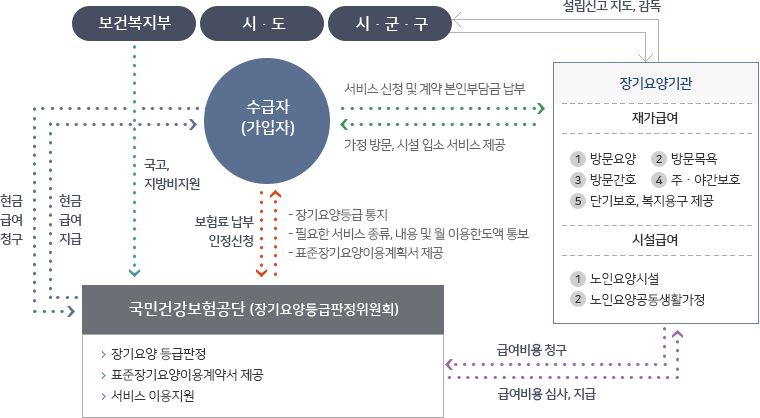 보건복지부
시 · 도
시 · 군 · 구
설립신고 지도, 감독
수급자
(가입자)
서비스 신청 및 계약 본인부담금 납부
가정 방문, 시설 입소 서비스 제공
장기요양기관
재가급여
1 방문요양 2 방문목욕
3 방문간호 4 주 · 야간보호
5 단기보호, 복지용구 제공
시설급여
1 노인요양시설
2 노인요양공동생활가정
국고,
지방비지원
현금
급여
청구
현금
급여
지급
보험료 납부
인정신청
- 장기요양등급 통지
- 필요한 서비스 종류, 내용 및 월 이용한도액 통보
- 표준장기요양이용계획서 제공
국민건강보험공단 (장기요양등급판정위원회)
> 장기요양 등급판정
> 표준장기요양이용계약서 제공
> 서비스 이용지원
급여비용 청구
급여비용 심사, 지급